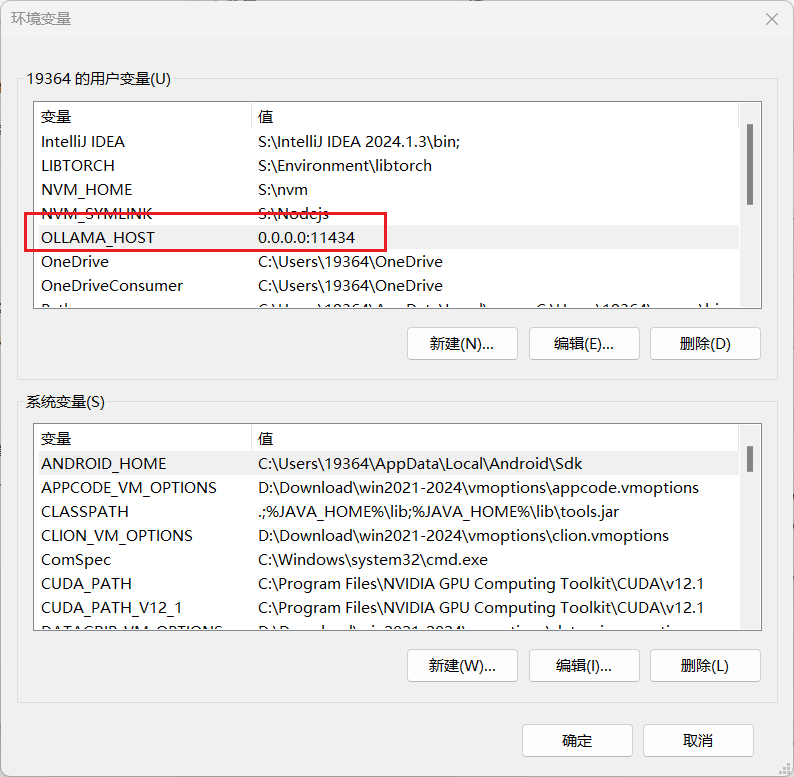 环境变量
19364 的用户变量(U)
变量 值
IntelliJ IDEA S:\IntelliJ IDEA 2024.1.3\bin;
LIBTORCH S:\Environment\libtorch
NVM_HOME S:\nvm
NVM_SYMLINK S:\Nodejs
OLLAMA_HOST 0.0.0.0:11434
OneDrive C:\Users\19364\OneDrive
OneDriveConsumer C:\Users\19364\OneDrive
新建(N)... 编辑(E)... 删除(D)
系统变量(S)
变量 值
ANDROID_HOME C:\Users\19364\AppData\Local\Android\Sdk
APPCODE_VM_OPTIONS D:\Download\win2021-2024\vmoptions\appcode.vmoptions
CLASSPATH .;%JAVA_HOME%\lib;%JAVA_HOME%\lib\tools.jar
CLION_VM_OPTIONS D:\Download\win2021-2024\vmoptions\clion.vmoptions
ComSpec C:\Windows\system32\cmd.exe
CUDA_PATH C:\Program Files\NVIDIA GPU Computing Toolkit\CUDA\v12.1
CUDA_PATH_V12_1 C:\Program Files\NVIDIA GPU Computing Toolkit\CUDA\v12.1
新建(W)... 编辑(I)... 删除(L)
确定 取消